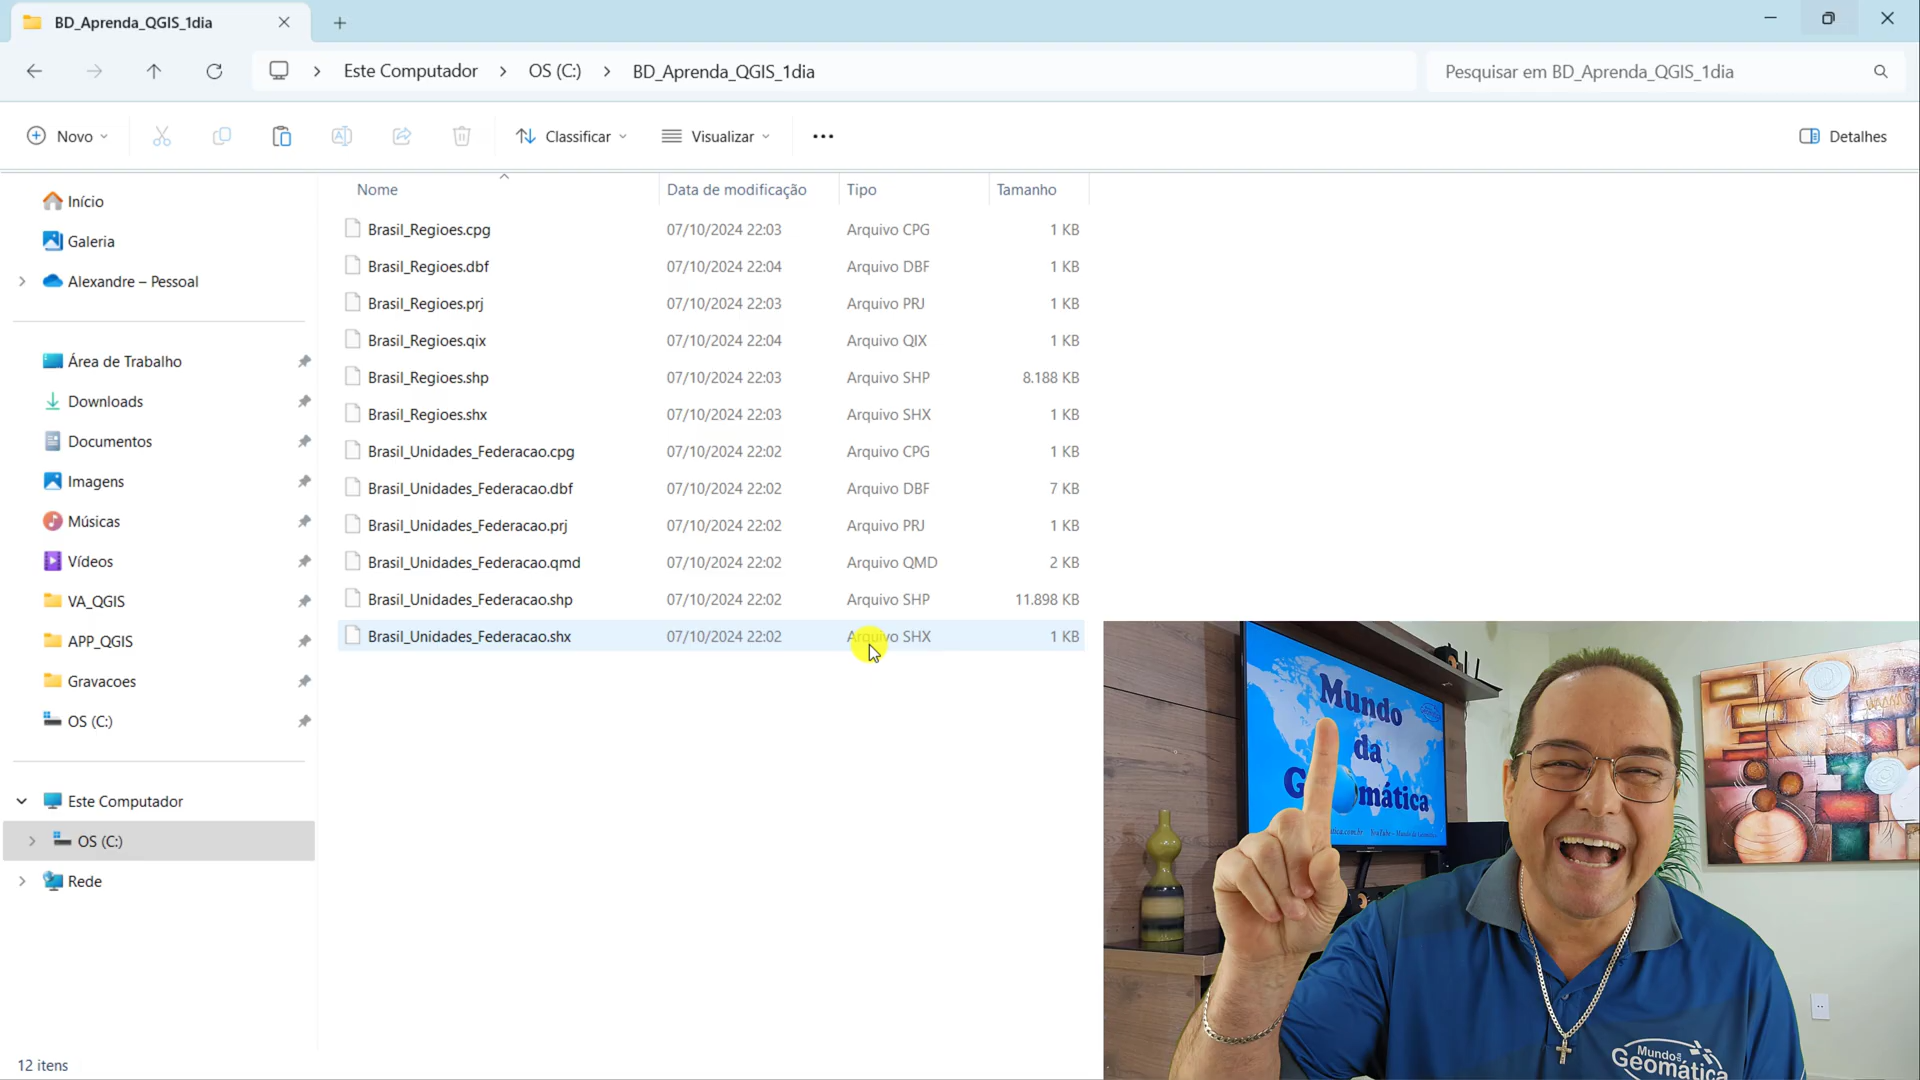 BD_Aprenda_QGIS_1dia
Este Computador > OS (C:) > BD_Aprenda_QGIS_1dia
Pesquisar em BD_Aprenda_QGIS_1dia
Novo
Classificar
Visualizar
Detalhes
Início
Galeria
Alexandre – Pessoal
Área de Trabalho
Downloads
Documentos
Imagens
Músicas
Vídeos
VA_QGIS
APP_QGIS
Gravacoes
OS (C:)
Este Computador
OS (C:)
Rede
Nome Data de modificação Tipo Tamanho
Brasil_Regioes.cpg 07/10/2024 22:03 Arquivo CPG 1 KB
Brasil_Regioes.dbf 07/10/2024 22:04 Arquivo DBF 1 KB
Brasil_Regioes.prj 07/10/2024 22:03 Arquivo PRJ 1 KB
Brasil_Regioes.qix 07/10/2024 22:04 Arquivo QIX 1 KB
Brasil_Regioes.shp 07/10/2024 22:03 Arquivo SHP 8.188 KB
Brasil_Regioes.shx 07/10/2024 22:03 Arquivo SHX 1 KB
Brasil_Unidades_Federacao.cpg 07/10/2024 22:02 Arquivo CPG 1 KB
Brasil_Unidades_Federacao.dbf 07/10/2024 22:02 Arquivo DBF 7 KB
Brasil_Unidades_Federacao.prj 07/10/2024 22:02 Arquivo PRJ 1 KB
Brasil_Unidades_Federacao.qmd 07/10/2024 22:02 Arquivo QMD 2 KB
Brasil_Unidades_Federacao.shp 07/10/2024 22:02 Arquivo SHP 11.898 KB
Brasil_Unidades_Federacao.shx 07/10/2024 22:02 Arquivo SHX 1 KB
12 itens
Mundo
da
G mática
Mundo da
Geomática